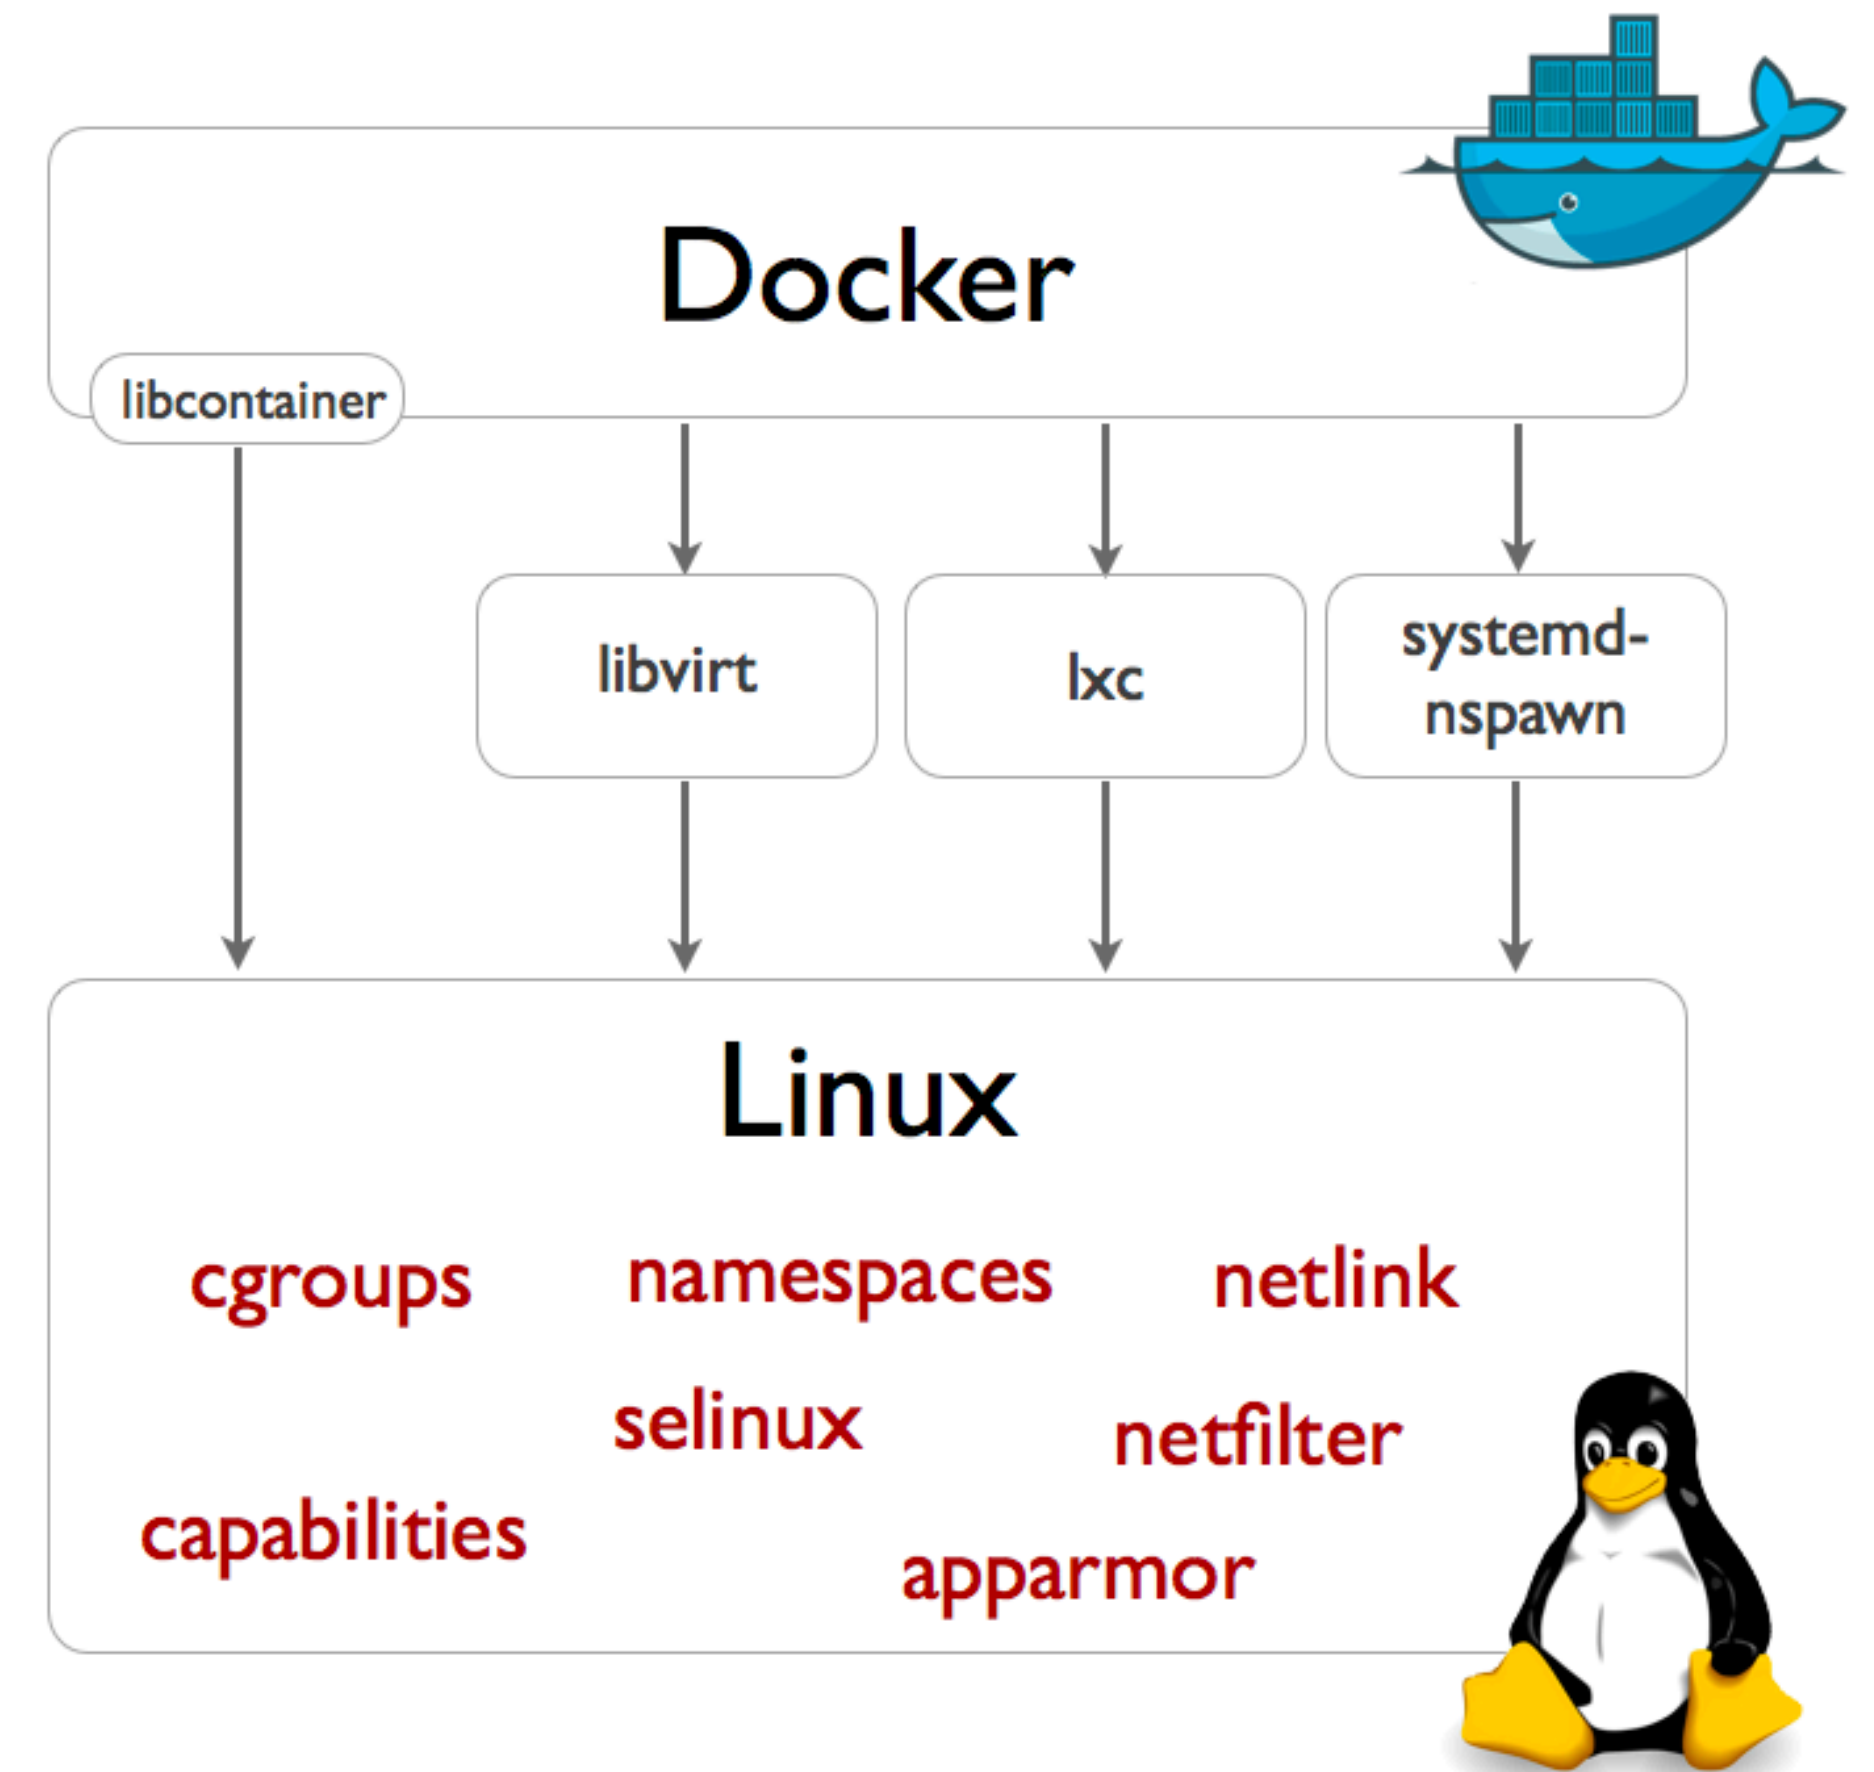 Docker
libcontainer
libvirt
lxc
systemd-
nspawn
Linux
cgroups
namespaces
netlink
selinux
netfilter
capabilities
apparmor